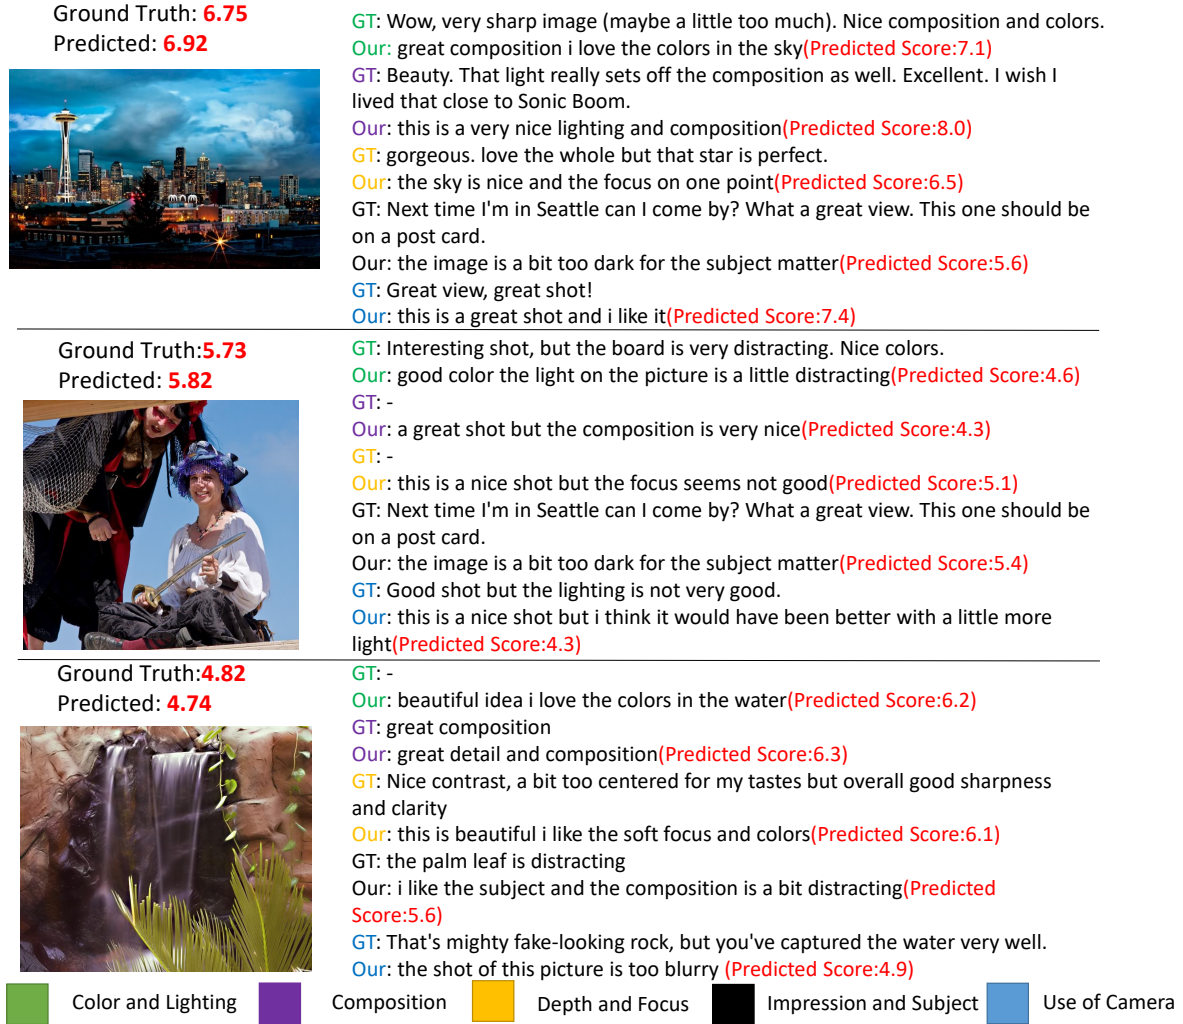 Ground Truth: 6.75
Predicted: 6.92
GT: Wow, very sharp image (maybe a little too much). Nice composition and colors.
Our: great composition i love the colors in the sky(Predicted Score:7.1)
GT: Beauty. That light really sets off the composition as well. Excellent. I wish I
lived that close to Sonic Boom.
Our: this is a very nice lighting and composition(Predicted Score:8.0)
GT: gorgeous. love the whole but that star is perfect.
Our: the sky is nice and the focus on one point(Predicted Score:6.5)
GT: Next time I'm in Seattle can I come by? What a great view. This one should be
on a post card.
Our: the image is a bit too dark for the subject matter(Predicted Score:5.6)
GT: Great view, great shot!
Our: this is a great shot and i like it(Predicted Score:7.4)
Ground Truth:5.73
Predicted: 5.82
GT: Interesting shot, but the board is very distracting. Nice colors.
Our: good color the light on the picture is a little distracting(Predicted Score:4.6)
GT: -
Our: a great shot but the composition is very nice(Predicted Score:4.3)
GT: -
Our: this is a nice shot but the focus seems not good(Predicted Score:5.1)
GT: Next time I'm in Seattle can I come by? What a great view. This one should be
on a post card.
Our: the image is a bit too dark for the subject matter(Predicted Score:5.4)
GT: Good shot but the lighting is not very good.
Our: this is a nice shot but i think it would have been better with a little more
light(Predicted Score:4.3)
Ground Truth:4.82
Predicted: 4.74
GT: -
Our: beautiful idea i love the colors in the water(Predicted Score:6.2)
GT: great composition
Our: great detail and composition(Predicted Score:6.3)
GT: Nice contrast, a bit too centered for my tastes but overall good sharpness
and clarity
Our: this is beautiful i like the soft focus and colors(Predicted Score:6.1)
GT: the palm leaf is distracting
Our: i like the subject and the composition is a bit distracting(Predicted
Score:5.6)
GT: That's mighty fake-looking rock, but you've captured the water very well.
Our: the shot of this picture is too blurry (Predicted Score:4.9)
Color and Lighting Composition Depth and Focus Impression and Subject Use of Camera